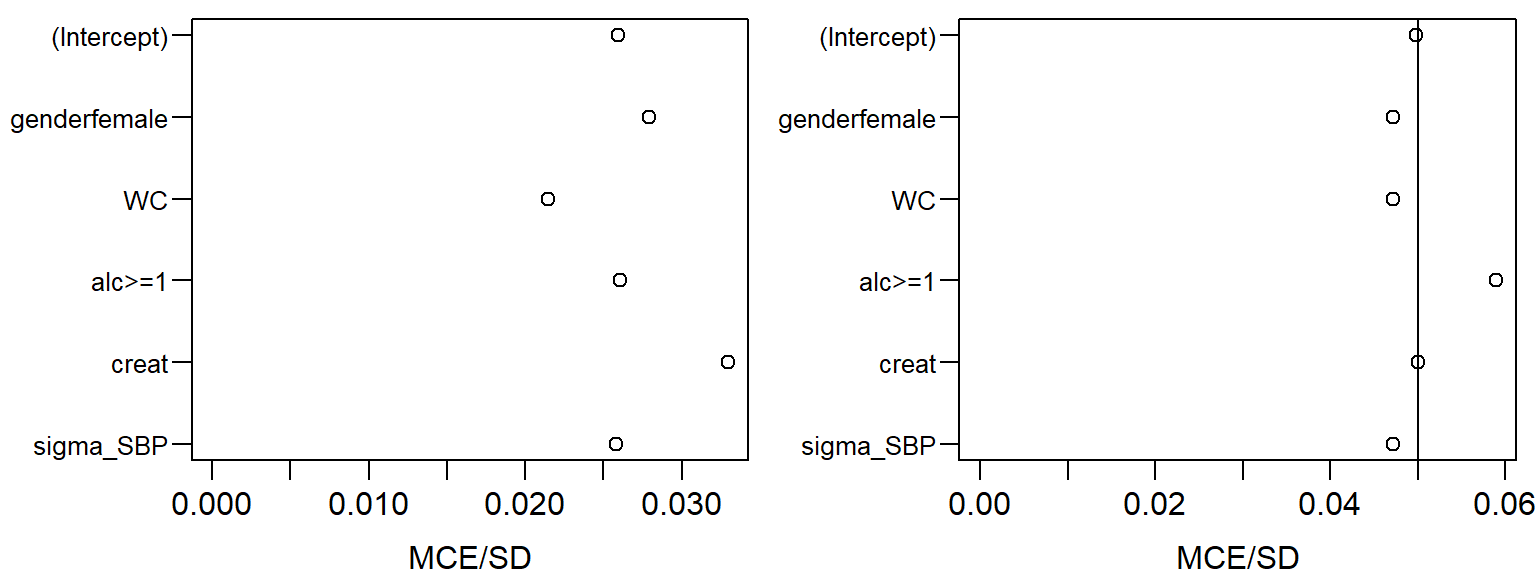 (Intercept)
genderfemale
WC
alc>=1
creat
sigma_SBP
0.000 0.010 0.020 0.030
MCE/SD
(Intercept)
genderfemale
WC
alc>=1
creat
sigma_SBP
0.00 0.02 0.04 0.06
MCE/SD